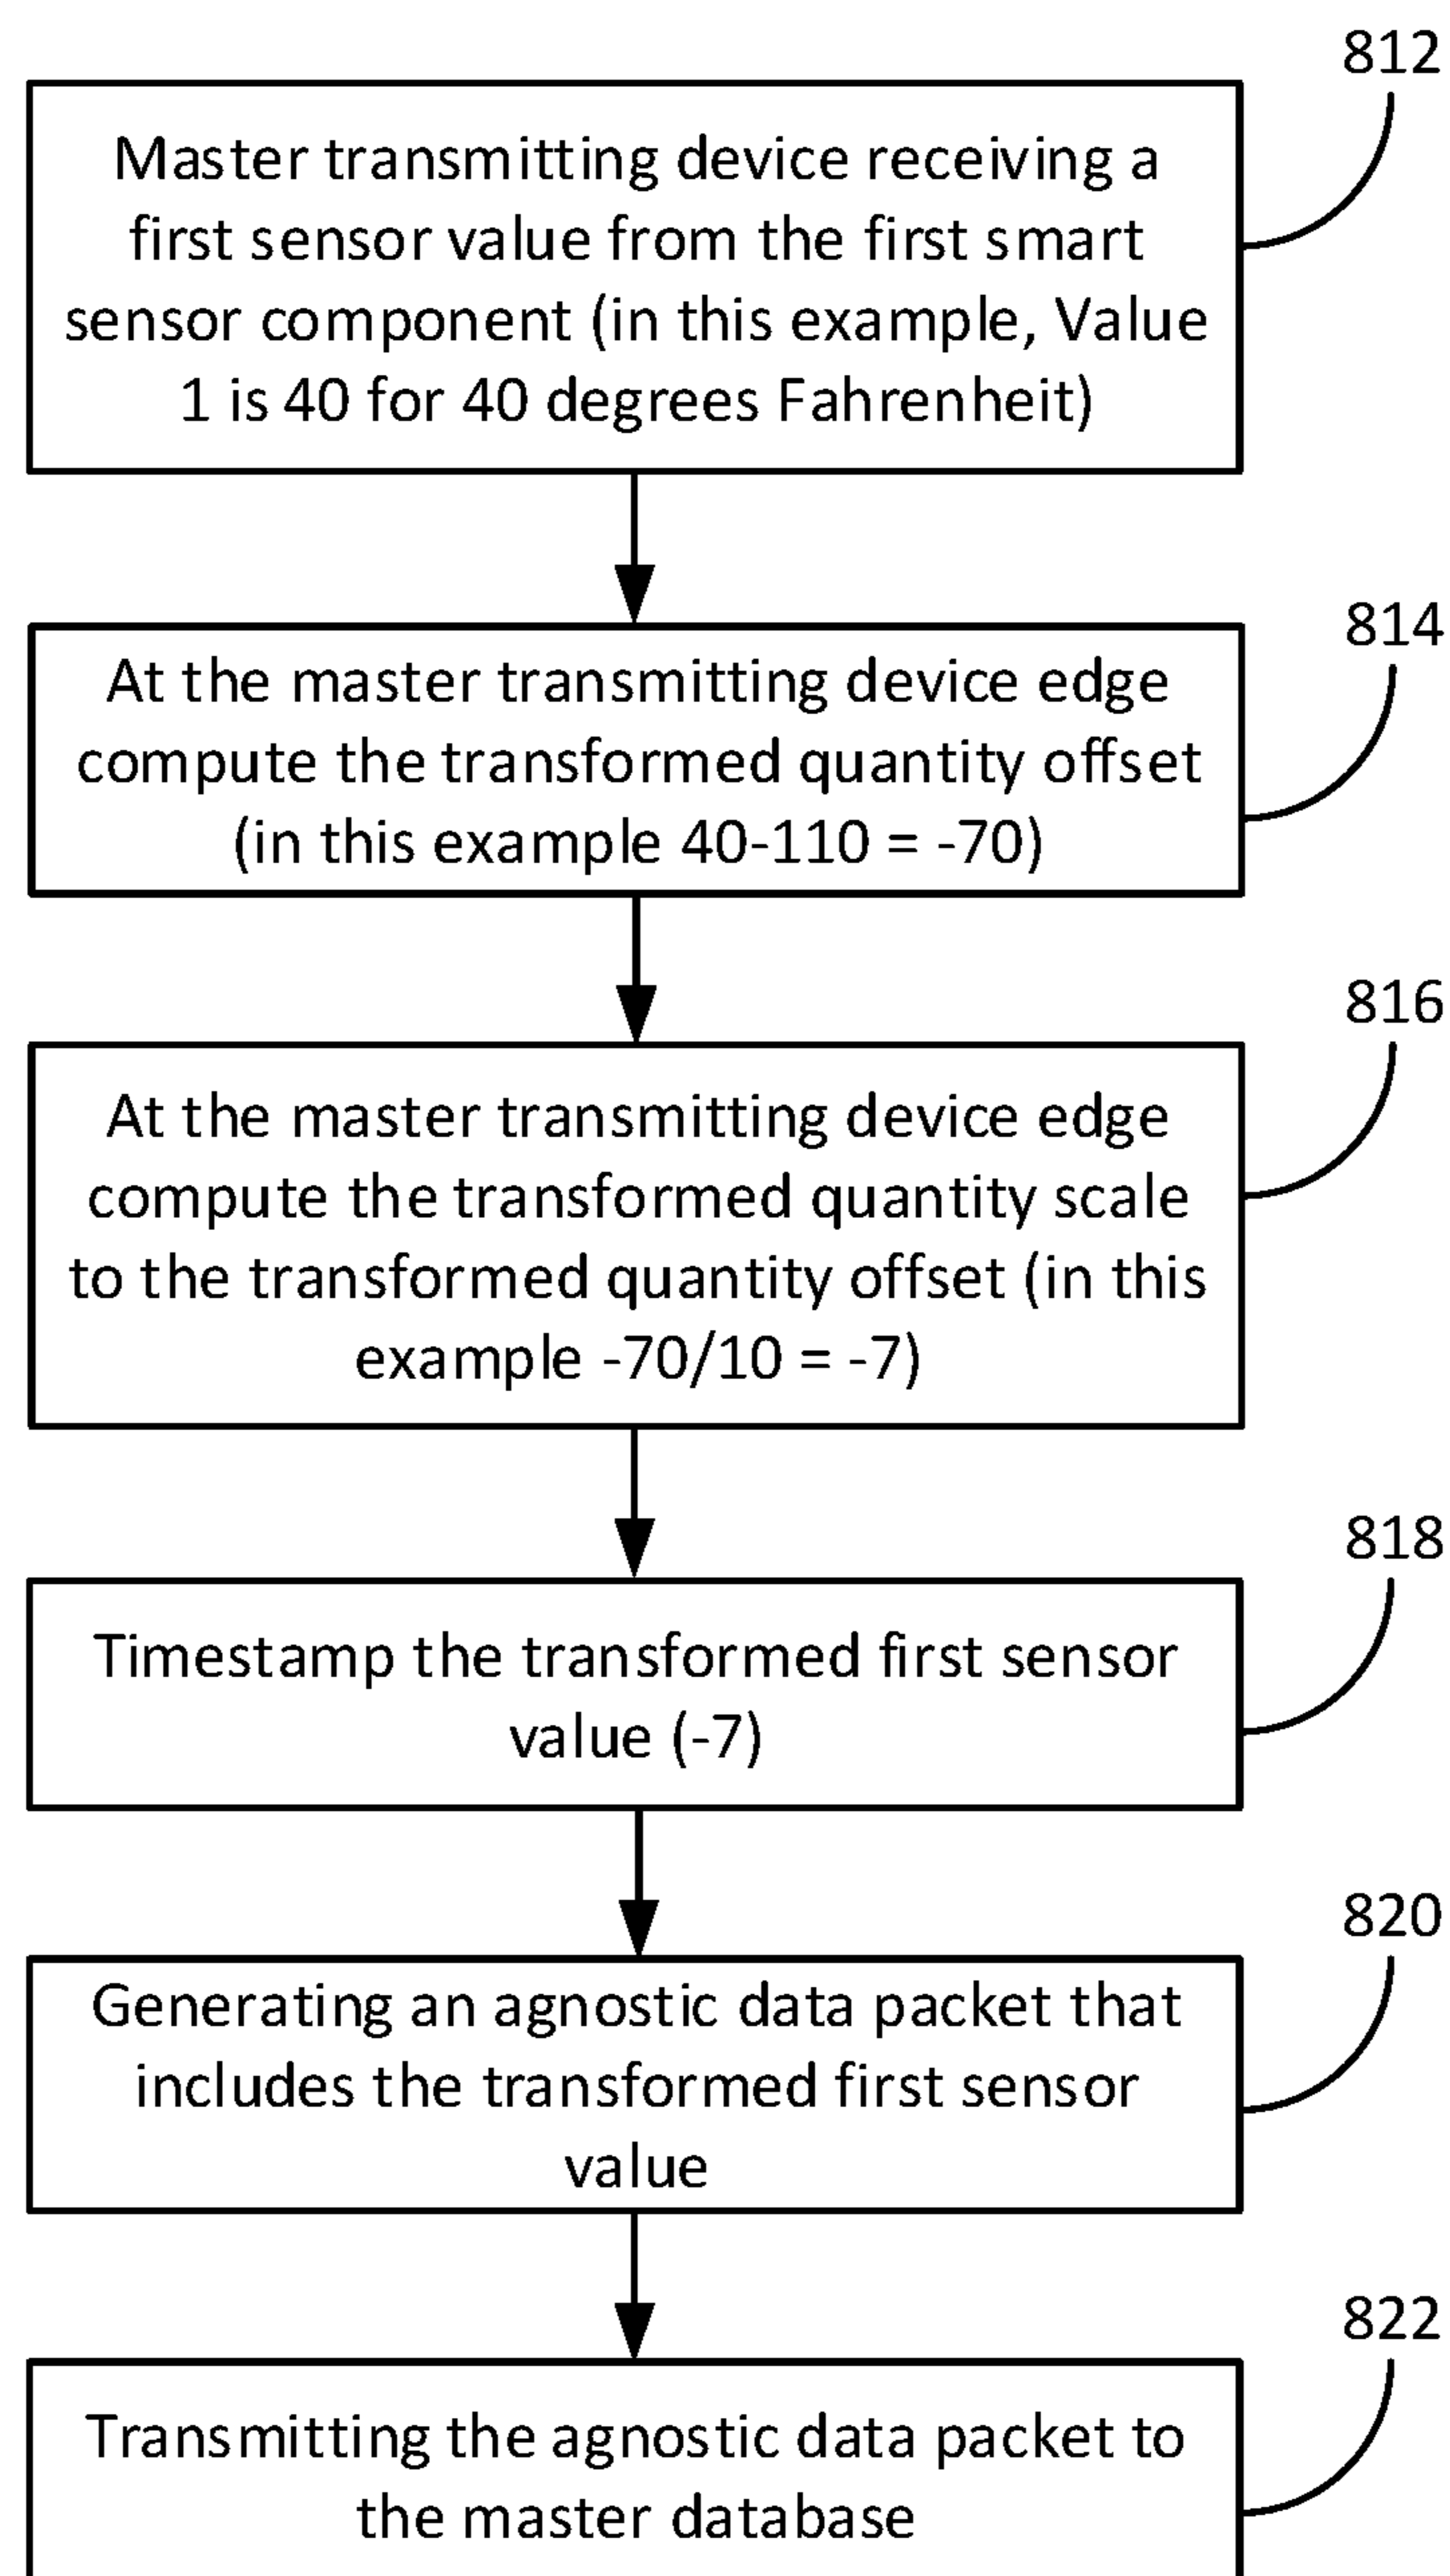 812
Master transmitting device receiving a
first sensor value from the first smart
sensor component (in this example, Value
1 is 40 for 40 degrees Fahrenheit)
814
At the master transmitting device edge
compute the transformed quantity offset
(in this example 40-110 = -70)
816
At the master transmitting device edge
compute the transformed quantity scale
to the transformed quantity offset (in this
example -70/10 = -7)
818
Timestamp the transformed first sensor
value (-7)
820
Generating an agnostic data packet that
includes the transformed first sensor
value
822
Transmitting the agnostic data packet to
the master database